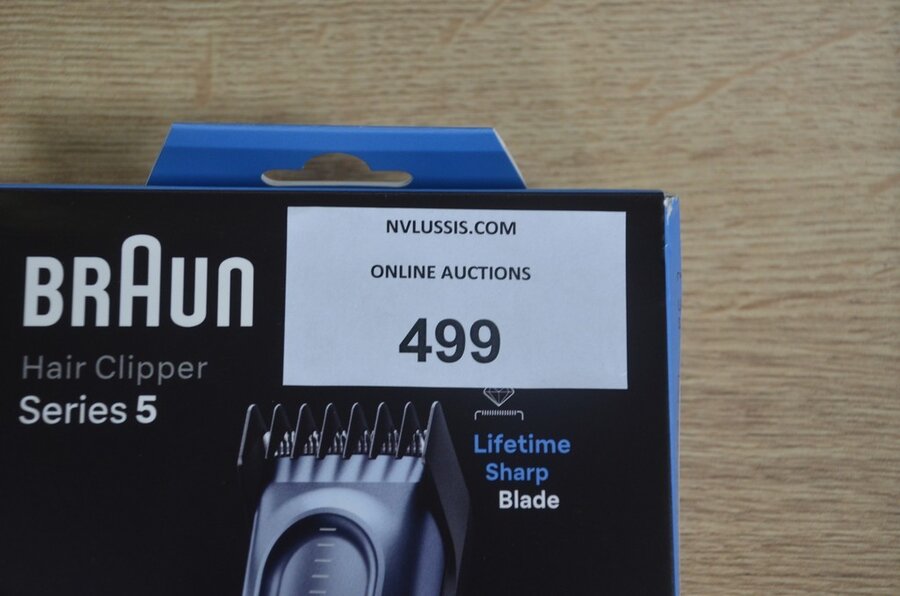 NVLUSSIS.COM
ONLINE AUCTIONS
499
BRAUN
Hair Clipper
Series 5
Lifetime
Sharp
Blade